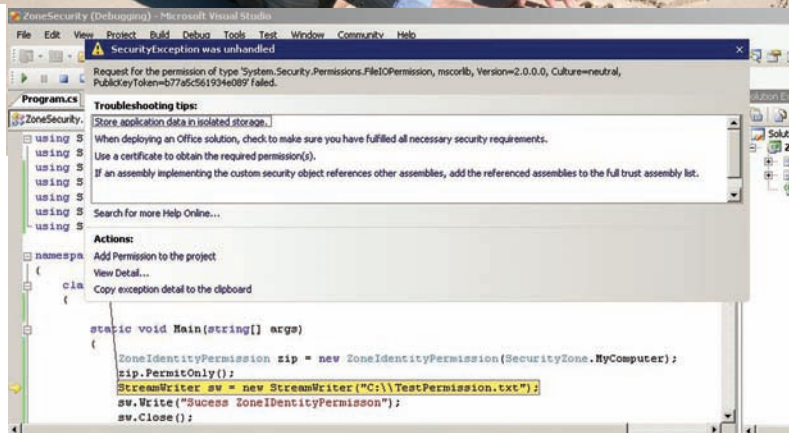 ZoneSecurity (Debugging) - Microsoft Visual Studio
File Edit View Project Build Debug Tools Test Window Community Help
SecurityException was unhandled
Request for the permission of type 'System.Security.Permissions.FileIOPermission, mscorlib, Version=2.0.0.0, Culture=neutral,
PublicKeyToken=b77a5c561934e089' failed.
Program.cs
Troubleshooting tips:
ZoneSecurity.
Store application data in isolated storage.
When deploying an Office solution, check to make sure you have fulfilled all necessary security requirements.
Use a certificate to obtain the required permission(s).
If an assembly implementing the custom security object references other assemblies, add the referenced assemblies to the full trust assembly list.
Solut
using S
using S
using S
using S
using S
using S
using S
Search for more Help Online...
Actions:
Add Permission to the project
View Detail...
Copy exception detail to the clipboard
namespa
{
cla
{
static void Main(string[] args)
{
ZoneIdentityPermission zip = new ZoneIdentityPermission(SecurityZone.MyComputer);
zip.PermitOnly();
StreamWriter sw = new StreamWriter("C:\\TestPermission.txt");
sw.Write("Sucess ZoneIDentityPermisson");
sw.Close();